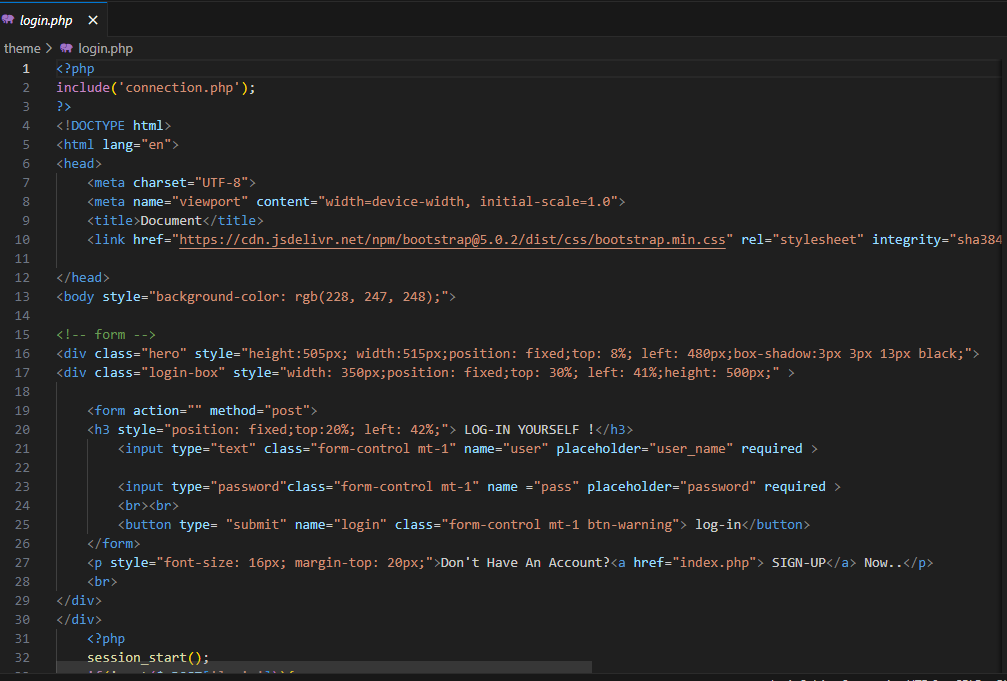 login.php ×
theme > login.php
1 <?php
2 include('connection.php');
3 ?>
4 <!DOCTYPE html>
5 <html lang="en">
6 <head>
7 <meta charset="UTF-8">
8 <meta name="viewport" content="width=device-width, initial-scale=1.0">
9 <title>Document</title>
10 <link href="https://cdn.jsdelivr.net/npm/bootstrap@5.0.2/dist/css/bootstrap.min.css" rel="stylesheet" integrity="sha384
11
12 </head>
13 <body style="background-color: rgb(228, 247, 248);">
14
15 <!-- form -->
16 <div class="hero" style="height:505px; width:515px;position: fixed;top: 8%; left: 480px;box-shadow:3px 3px 13px black;">
17 <div class="login-box" style="width: 350px;position: fixed;top: 30%; left: 41%;height: 500px;" >
18
19 <form action="" method="post">
20 <h3 style="position: fixed;top:20%; left: 42%;"> LOG-IN YOURSELF !</h3>
21 <input type="text" class="form-control mt-1" name="user" placeholder="user_name" required >
22
23 <input type="password"class="form-control mt-1" name ="pass" placeholder="password" required >
24 <br><br>
25 <button type= "submit" name="login" class="form-control mt-1 btn-warning"> log-in</button>
26 </form>
27 <p style="font-size: 16px; margin-top: 20px;">Don't Have An Account?<a href="index.php"> SIGN-UP</a> Now..</p>
28 <br>
29 </div>
30 </div>
31 <?php
32 session_start();